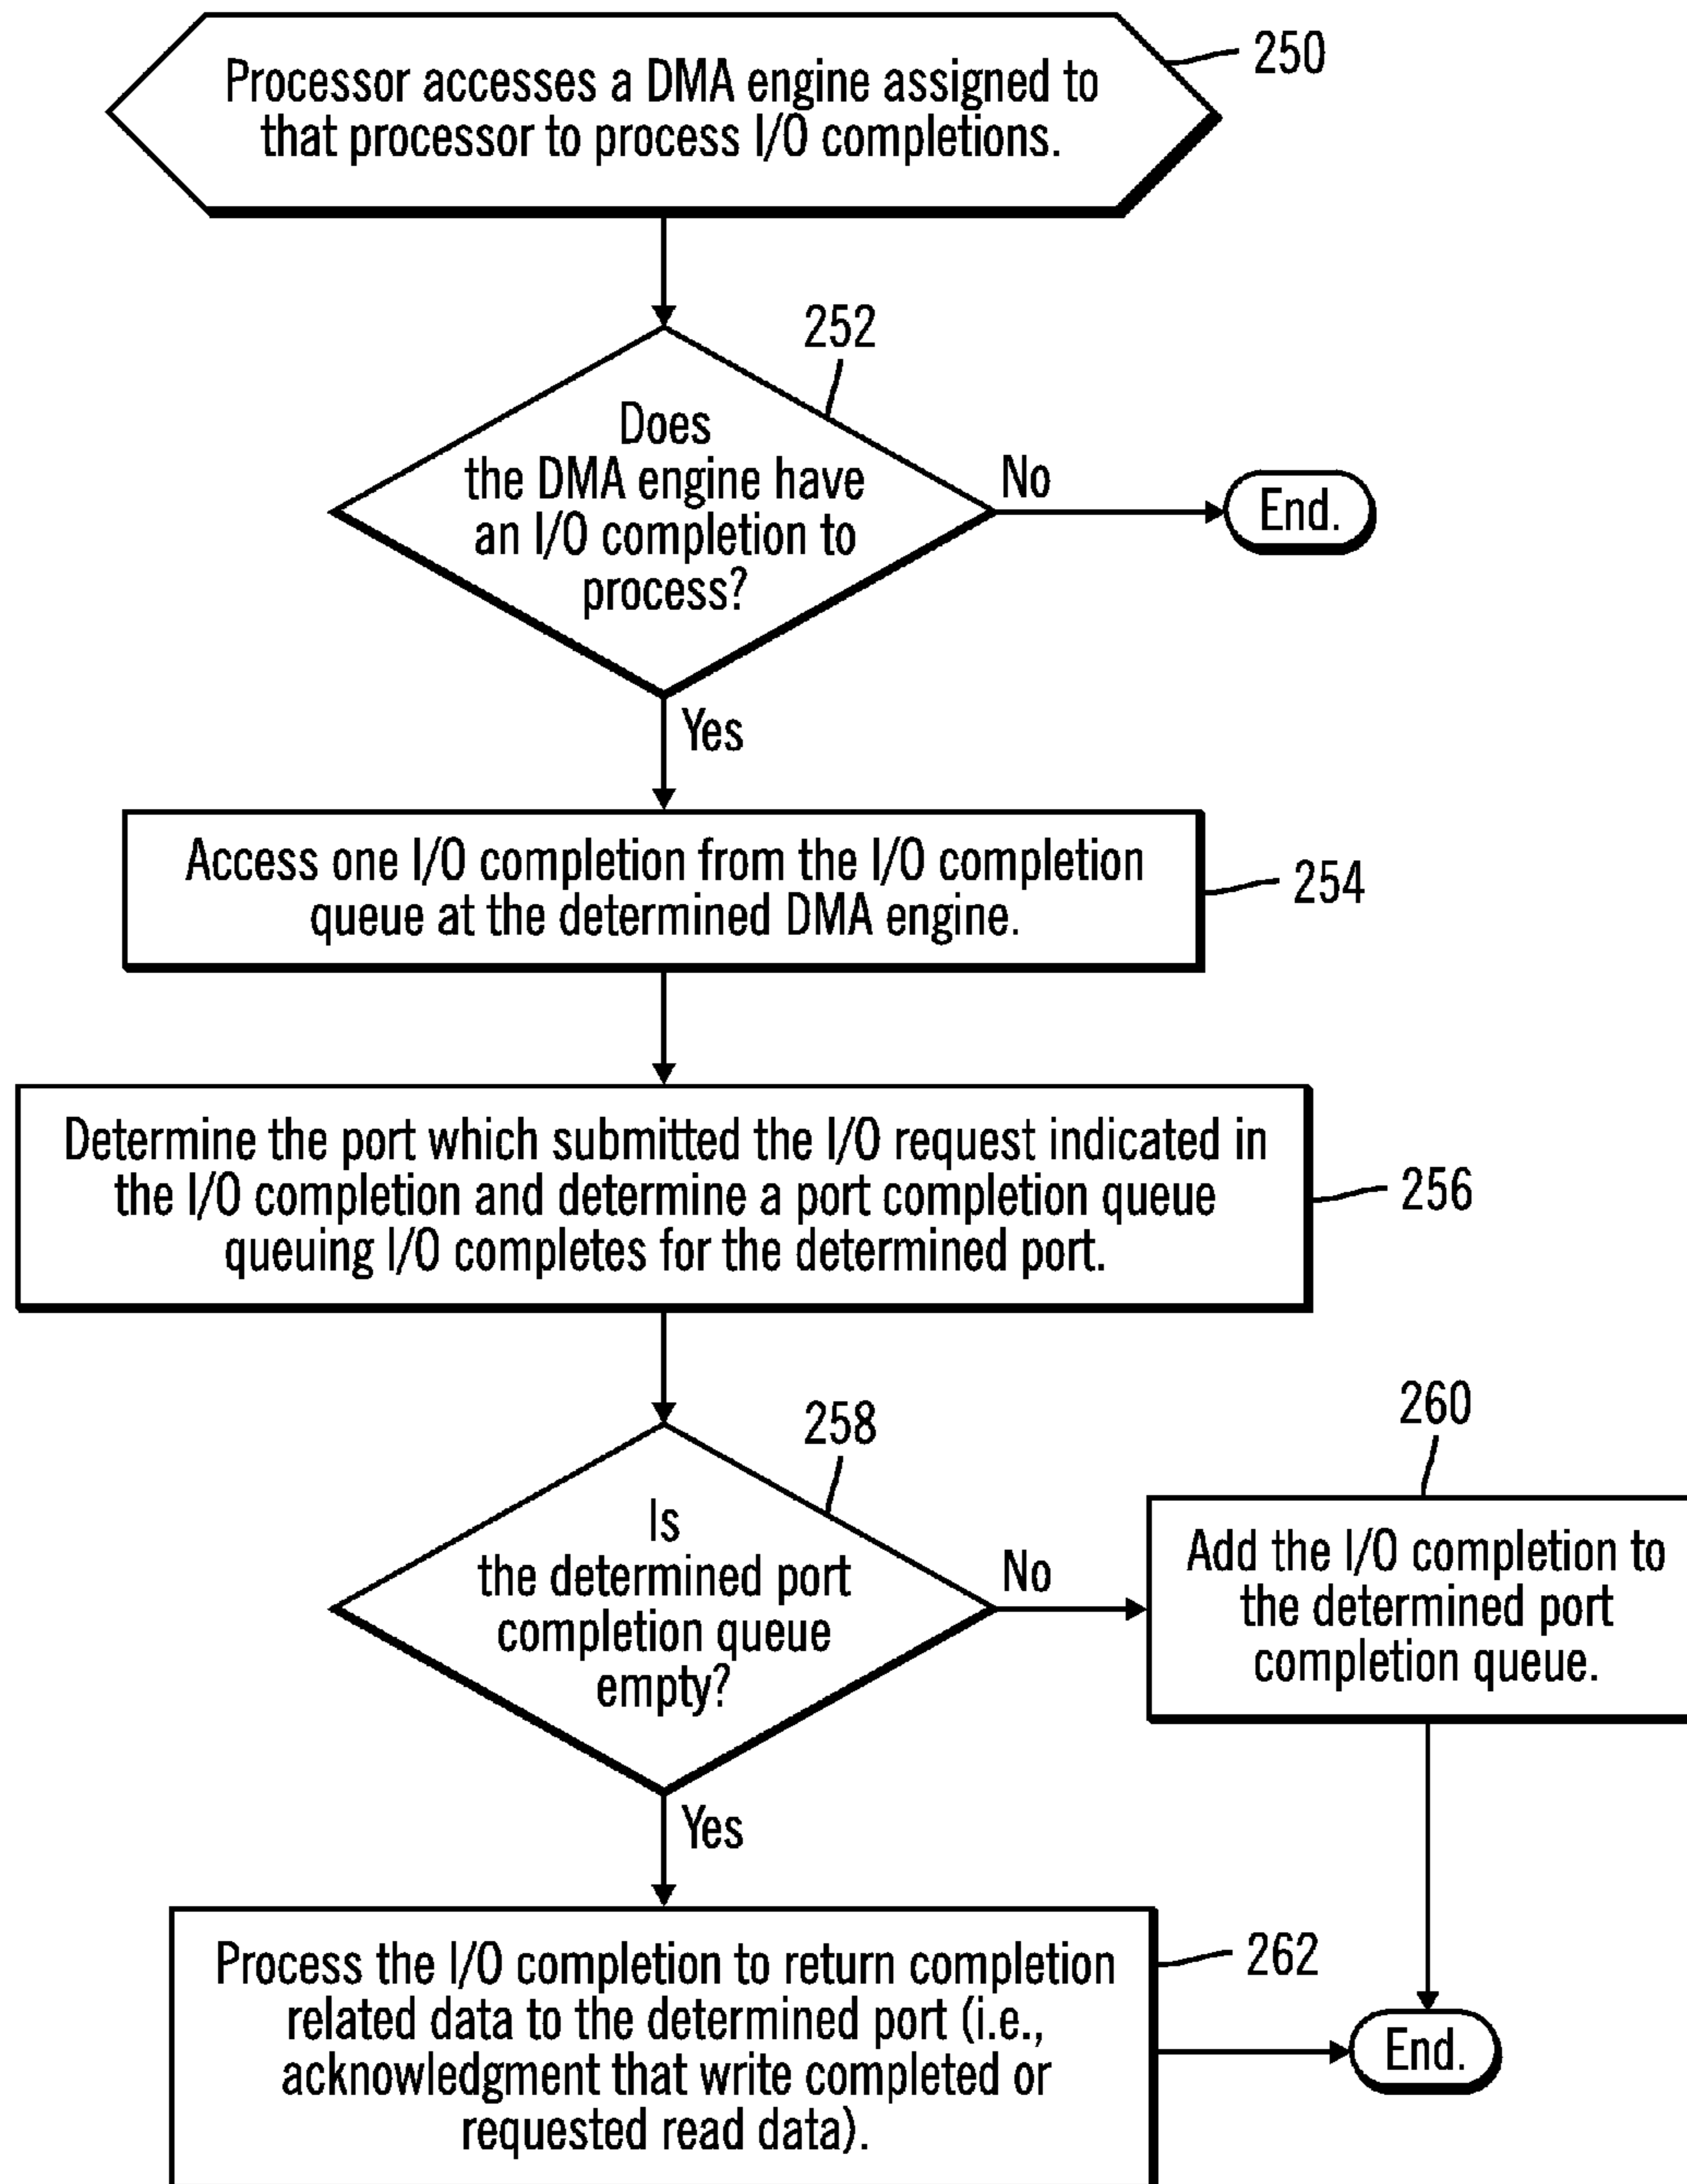 Processor accesses a DMA engine assigned to
that processor to process I/O completions.
250
252
Does
the DMA engine have
an I/O completion to
process?
No
End.
Yes
Access one I/O completion from the I/O completion
queue at the determined DMA engine.
254
Determine the port which submitted the I/O request indicated in
the I/O completion and determine a port completion queue
queuing I/O completes for the determined port.
256
258
Is
the determined port
completion queue
empty?
No
260
Add the I/O completion to
the determined port
completion queue.
Yes
Process the I/O completion to return completion
related data to the determined port (i.e.,
acknowledgment that write completed or
requested read data).
262
End.